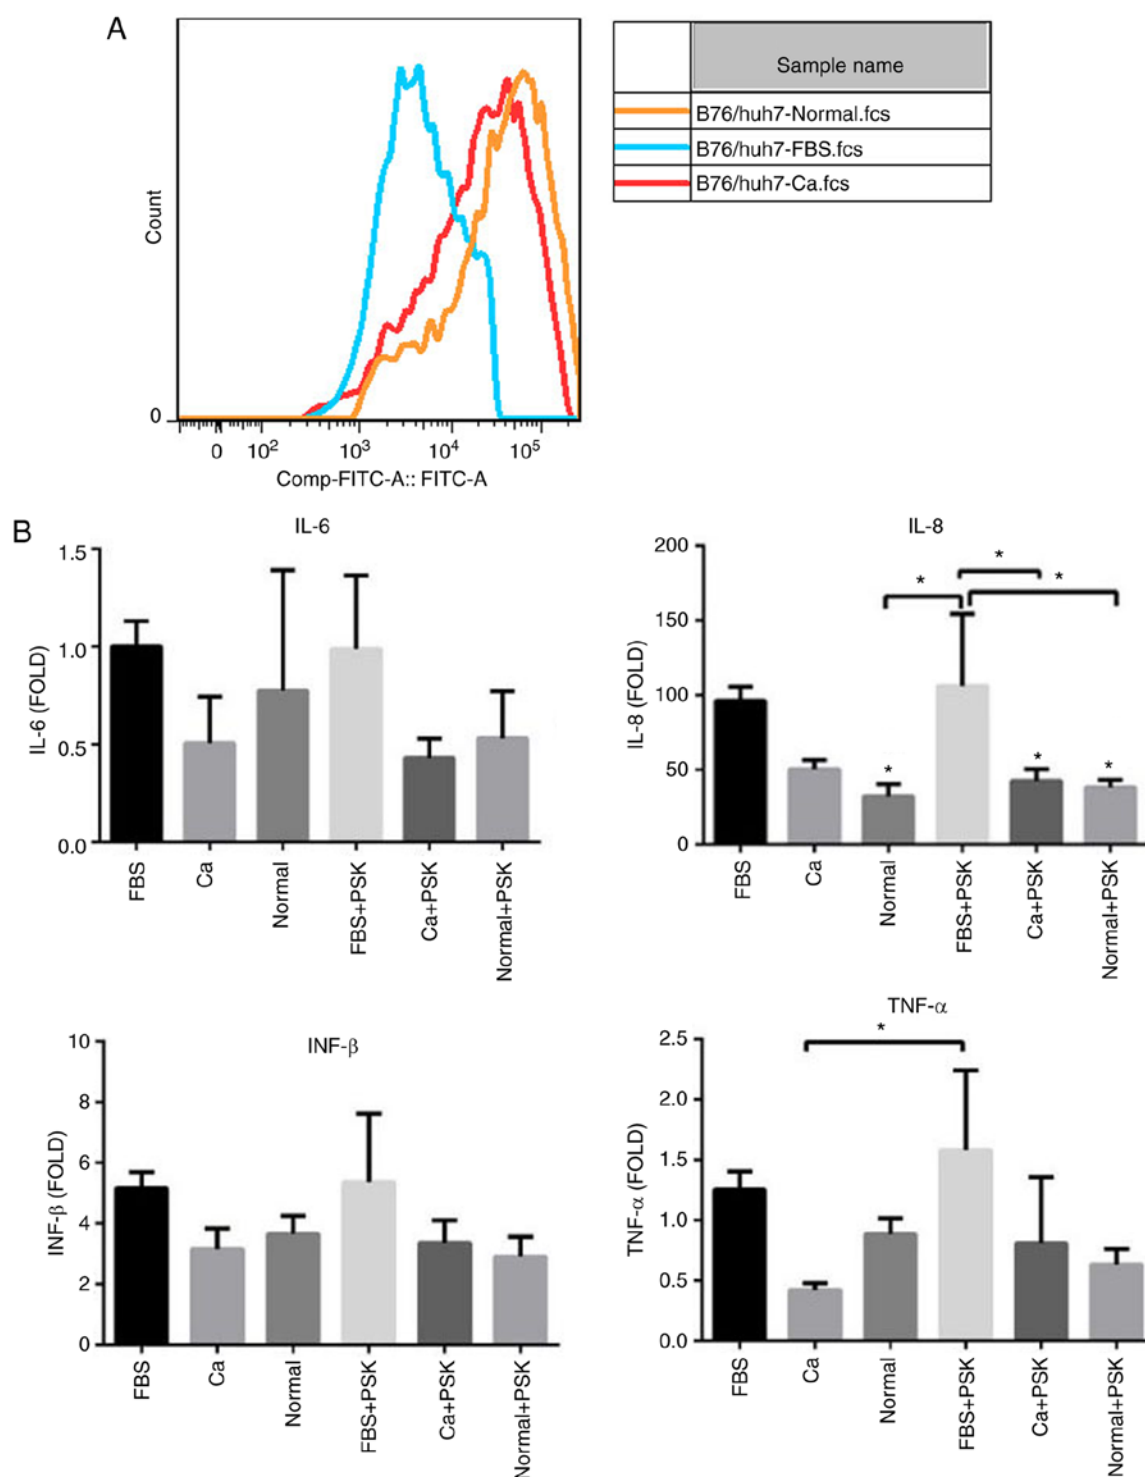 A
Sample name
B76/huh7-Normal.fcs
B76/huh7-FBS.fcs
B76/huh7-Ca.fcs
Count
0
0 10² 10³ 10⁴ 10⁵
Comp-FITC-A:: FITC-A
B
IL-6
IL-6 (FOLD)
1.5
1.0
0.5
0.0
FBS
Ca
Normal
FBS+PSK
Ca+PSK
Normal+PSK
IL-8
IL-8 (FOLD)
200
150
100
50
0
* * *
* * *
FBS
Ca
Normal
FBS+PSK
Ca+PSK
Normal+PSK
INF-β
INF-β (FOLD)
10
8
6
4
2
0
FBS
Ca
Normal
FBS+PSK
Ca+PSK
Normal+PSK
TNF-α
TNF-α (FOLD)
2.5
2.0
1.5
1.0
0.5
0.0
*
FBS
Ca
Normal
FBS+PSK
Ca+PSK
Normal+PSK